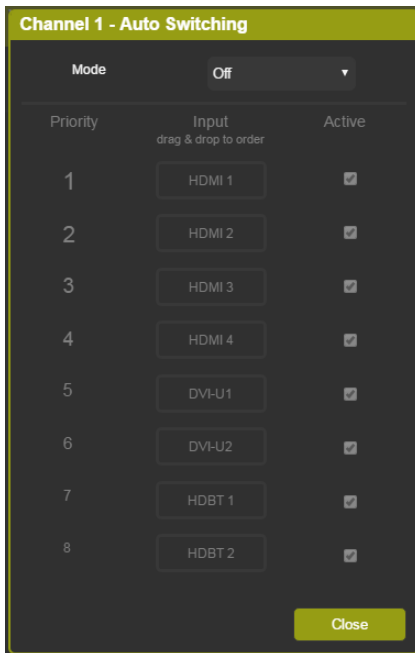 Channel 1 - Auto Switching
Mode Off
Priority Input Active
drag & drop to order
1 HDMI 1
2 HDMI 2
3 HDMI 3
4 HDMI 4
5 DVI-U1
6 DVI-U2
7 HDBT 1
8 HDBT 2
Close